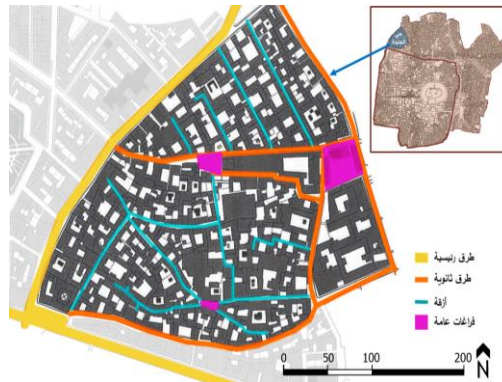 طرق رئيسية
طرق ثانوية
أزقة
فراغات عامة
0 50 100 200
N